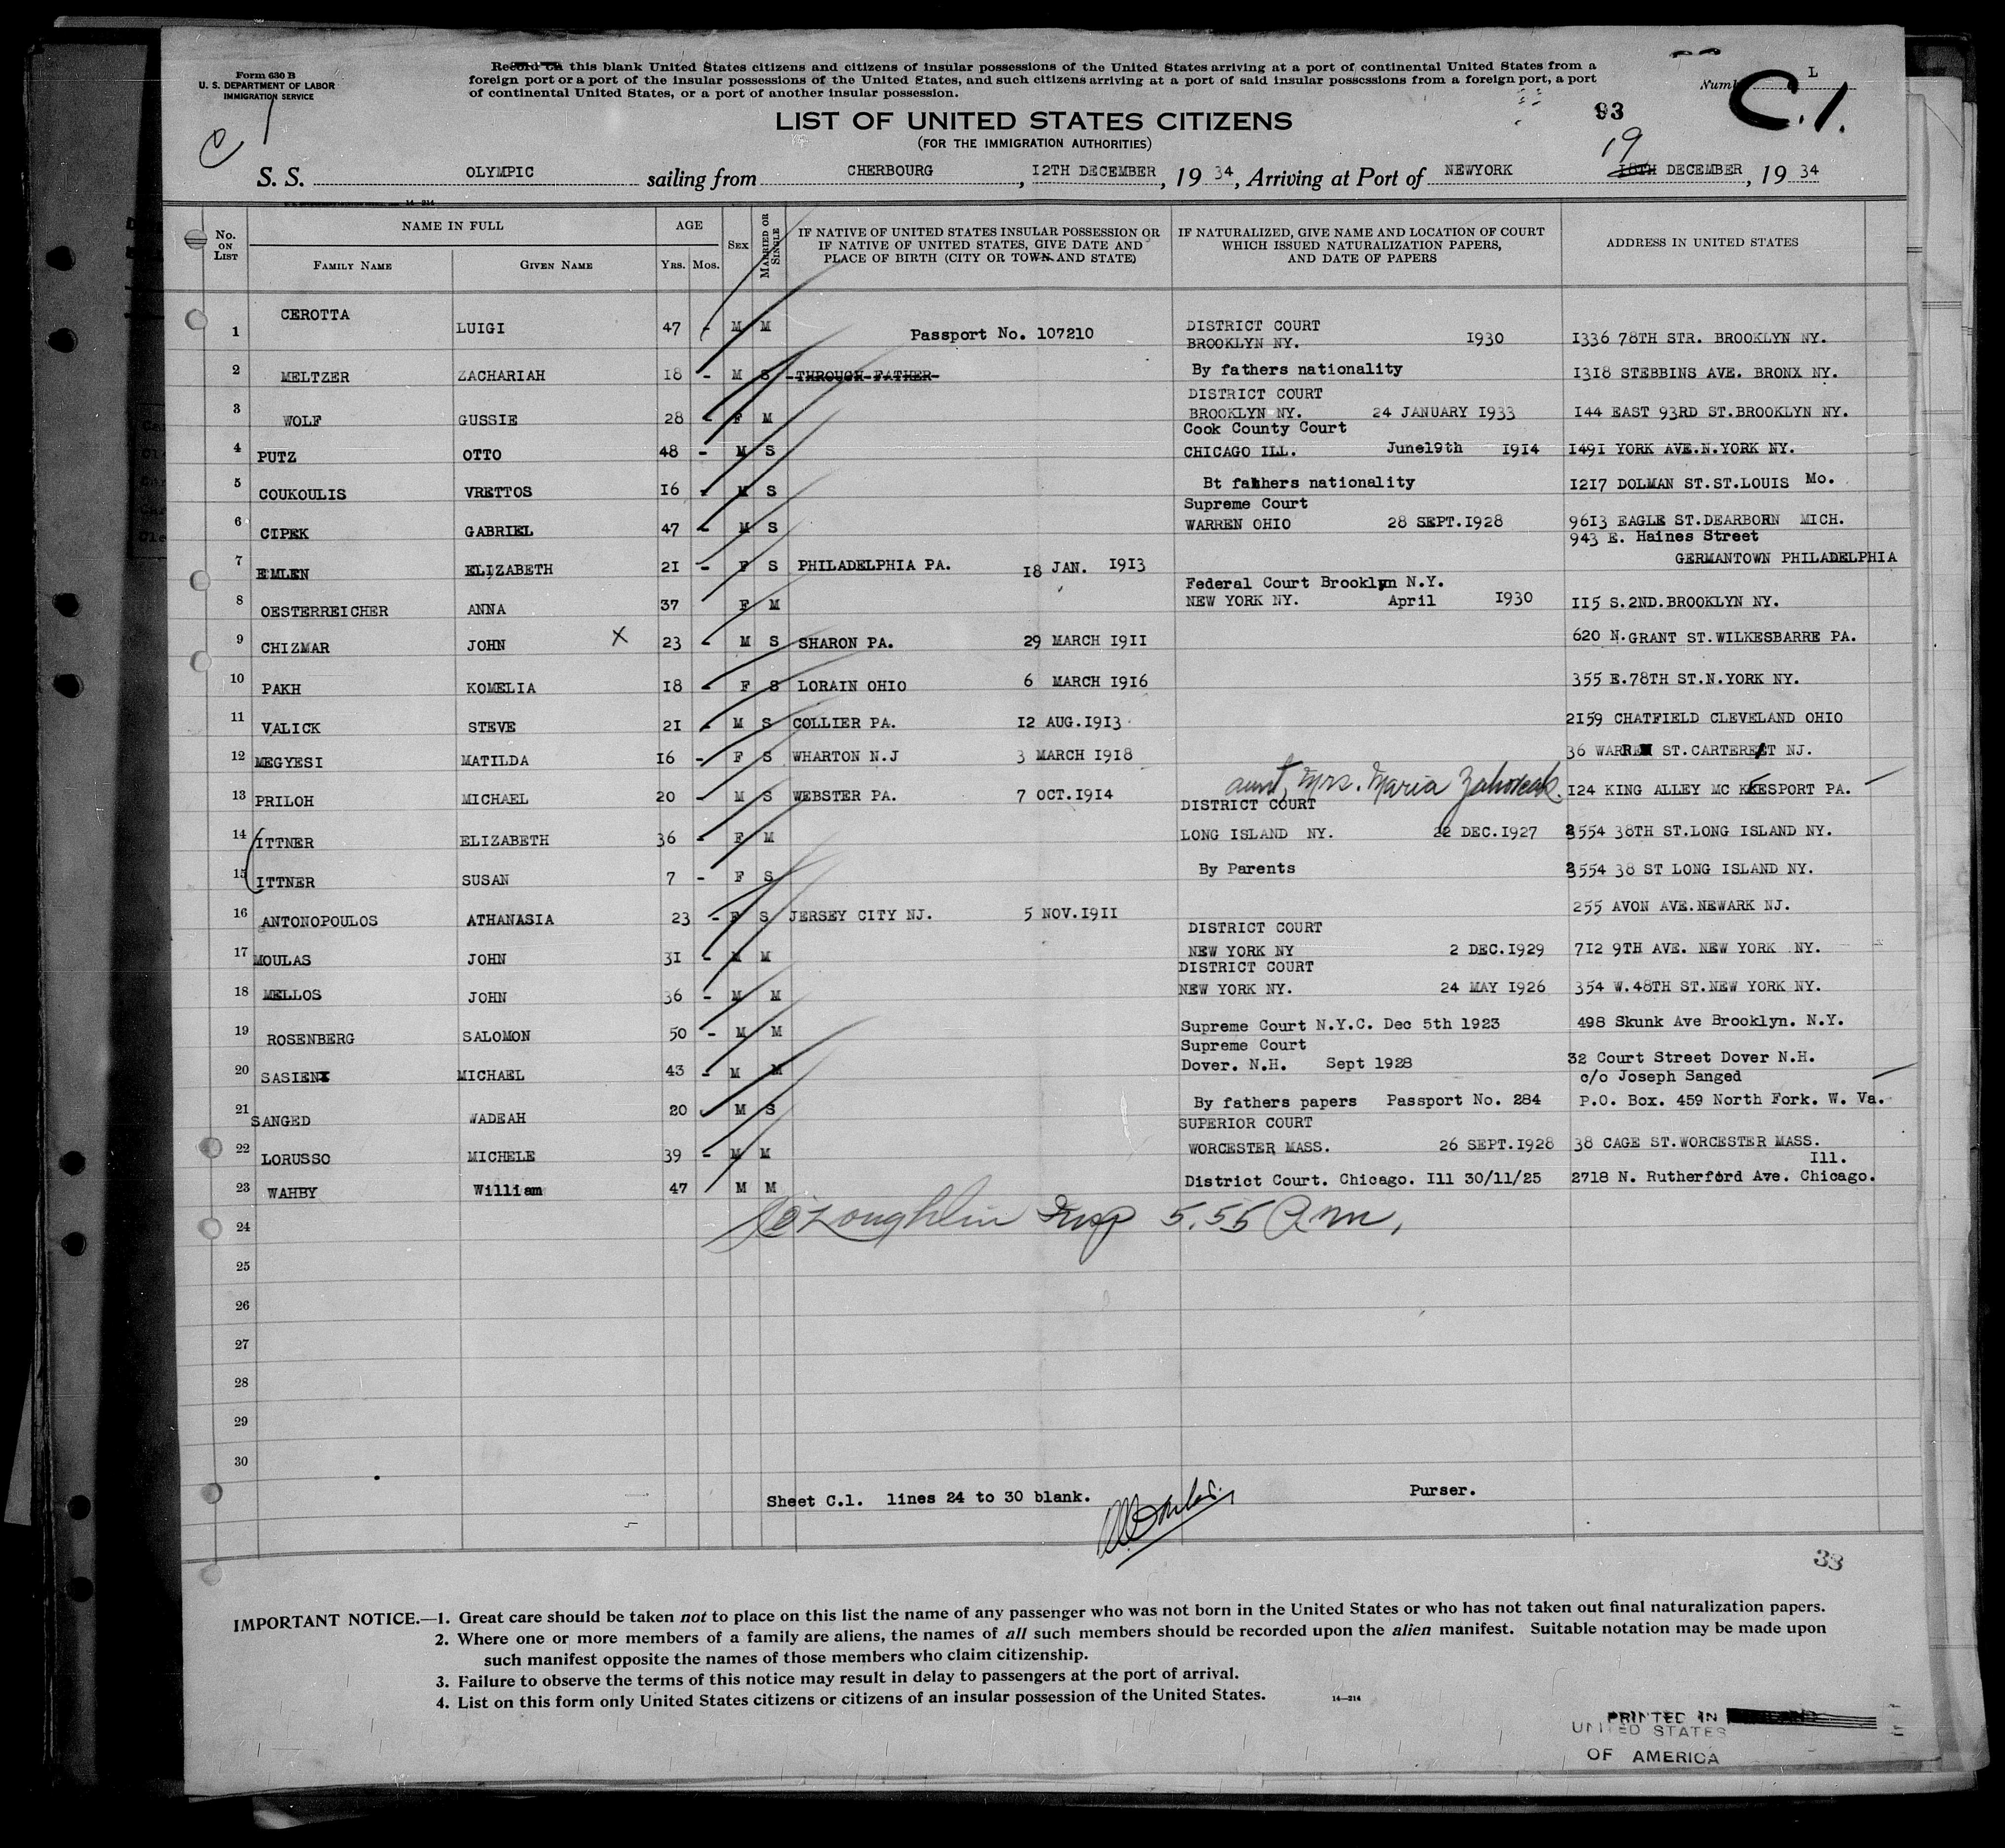 Form 630 B
U. S. DEPARTMENT OF LABOR
IMMIGRATION SERVICE
Record on this blank United States citizens and citizens of insular possessions of the United States arriving at a port of continental United States from a
foreign port or a port of the insular possessions of the United States, and such citizens arriving at a port of said insular possessions from a foreign port, a port
of continental United States, or a port of another insular possession.
L
C.1.
93
C 1
LIST OF UNITED STATES CITIZENS
(FOR THE IMMIGRATION AUTHORITIES)
19
S. S. OLYMPIC sailing from CHERBOURG, 12TH DECEMBER, 19 34, Arriving at Port of NEWYORK 18TH DECEMBER, 19 34
14-214
No. ON LIST
NAME IN FULL
FAMILY NAME
GIVEN NAME
AGE
YRS. MOS.
SEX
MARRIED OR SINGLE
IF NATIVE OF UNITED STATES INSULAR POSSESSION OR
IF NATIVE OF UNITED STATES, GIVE DATE AND
PLACE OF BIRTH (CITY OR TOWN AND STATE)
IF NATURALIZED, GIVE NAME AND LOCATION OF COURT
WHICH ISSUED NATURALIZATION PAPERS,
AND DATE OF PAPERS
ADDRESS IN UNITED STATES
1 CEROTTA LUIGI 47 - M M Passport No. 107210 DISTRICT COURT
BROOKLYN NY. 1930 1336 78TH STR. BROOKLYN NY.
2 MELTZER ZACHARIAH 18 - M S THROUGH FATHER By fathers nationality 1318 STEBBINS AVE. BRONX NY.
DISTRICT COURT
3 WOLF GUSSIE 28 - F M BROOKLYN NY. 24 JANUARY 1933 144 EAST 93RD ST.BROOKLYN NY.
Cook County Court
4 PUTZ OTTO 48 - M S CHICAGO ILL. June19th 1914 1491 YORK AVE.N.YORK NY.
5 COUKOULIS VRETTOS 16 - M S Bt fathers nationality 1217 DOLMAN ST.ST.LOUIS Mo.
Supreme Court
6 CIPEK GABRIEL 47 - M S WARREN OHIO 28 SEPT.1928 9613 EAGLE ST.DEARBORN MICH.
943 E. Haines Street
7 EMLEN ELIZABETH 21 - F S PHILADELPHIA PA. 18 JAN. 1913 GERMANTOWN PHILADELPHIA
Federal Court Brooklyn N.Y.
8 OESTERREICHER ANNA 37 F M NEW YORK NY. April 1930 115 S.2ND.BROOKLYN NY.
9 CHIZMAR JOHN X 23 - M S SHARON PA. 29 MARCH 1911 620 N.GRANT ST.WILKESBARRE PA.
10 PAKH KOMELIA 18 - F S LORAIN OHIO 6 MARCH 1916 355 E.78TH ST.N.YORK NY.
11 VALICK STEVE 21 - M S COLLIER PA. 12 AUG.1913 2159 CHATFIELD CLEVELAND OHIO
12 MEGYESI MATILDA 16 - F S WHARTON N.J 3 MARCH 1918 36 WARREN ST.CARTERET NJ.
aunt, Mrs. Maria Zahoreak.
13 PRILOH MICHAEL 20 - M S WEBSTER PA. 7 OCT.1914 124 KING ALLEY MC KEESPORT PA.
DISTRICT COURT
14 ITTNER ELIZABETH 36 - F M LONG ISLAND NY. 22 DEC.1927 3554 38TH ST.LONG ISLAND NY.
15 ITTNER SUSAN 7 - F S By Parents 3554 38 ST LONG ISLAND NY.
16 ANTONOPOULOS ATHANASIA 23 - F S JERSEY CITY NJ. 5 NOV.1911 255 AVON AVE.NEWARK NJ.
DISTRICT COURT
17 MOULAS JOHN 31 - M M NEW YORK NY 2 DEC.1929 712 9TH AVE. NEW YORK NY.
DISTRICT COURT
18 MELLOS JOHN 36 - M M NEW YORK NY. 24 MAY 1926 354 W.48TH ST.NEW YORK NY.
19 ROSENBERG SALOMON 50 - M M Supreme Court N.Y.C. Dec 5th 1923 498 Skunk Ave Brooklyn. N.Y.
Supreme Court
20 SASIENI MICHAEL 43 - M M Dover. N.H. Sept 1928 32 Court Street Dover N.H.
c/o Joseph Sanged
21 SANGED WADEAH 20 M S By fathers papers Passport No. 284 P.O. Box. 459 North Fork. W. Va.
SUPERIOR COURT
22 LORUSSO MICHELE 39 - M M WORCESTER MASS. 26 SEPT.1928 38 CAGE ST.WORCESTER MASS.
Ill.
23 WAHBY William 47 M M District Court. Chicago. Ill 30/11/25 2718 N. Rutherford Ave. Chicago.
24 O'Loughlin Insp 5.55 PM,
25
26
27
28
29
30
Sheet C.1. lines 24 to 30 blank. Purser.
33
IMPORTANT NOTICE.—1. Great care should be taken not to place on this list the name of any passenger who was not born in the United States or who has not taken out final naturalization papers.
2. Where one or more members of a family are aliens, the names of all such members should be recorded upon the alien manifest. Suitable notation may be made upon
such manifest opposite the names of those members who claim citizenship.
3. Failure to observe the terms of this notice may result in delay to passengers at the port of arrival.
4. List on this form only United States citizens or citizens of an insular possession of the United States.
14-214
PRINTED IN
UNITED STATES
OF AMERICA